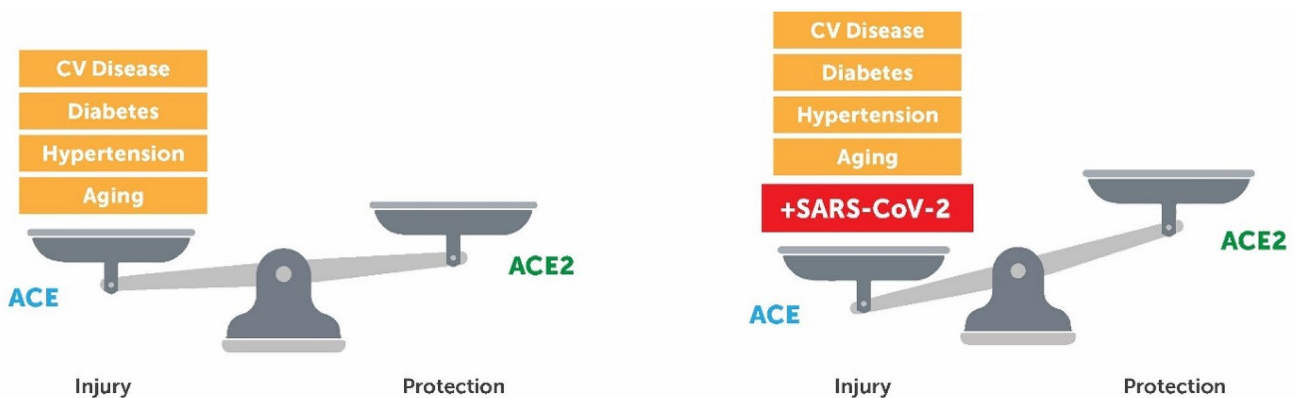 CV Disease
Diabetes
Hypertension
Aging
ACE
ACE2
Injury
Protection
CV Disease
Diabetes
Hypertension
Aging
+SARS-CoV-2
ACE
ACE2
Injury
Protection